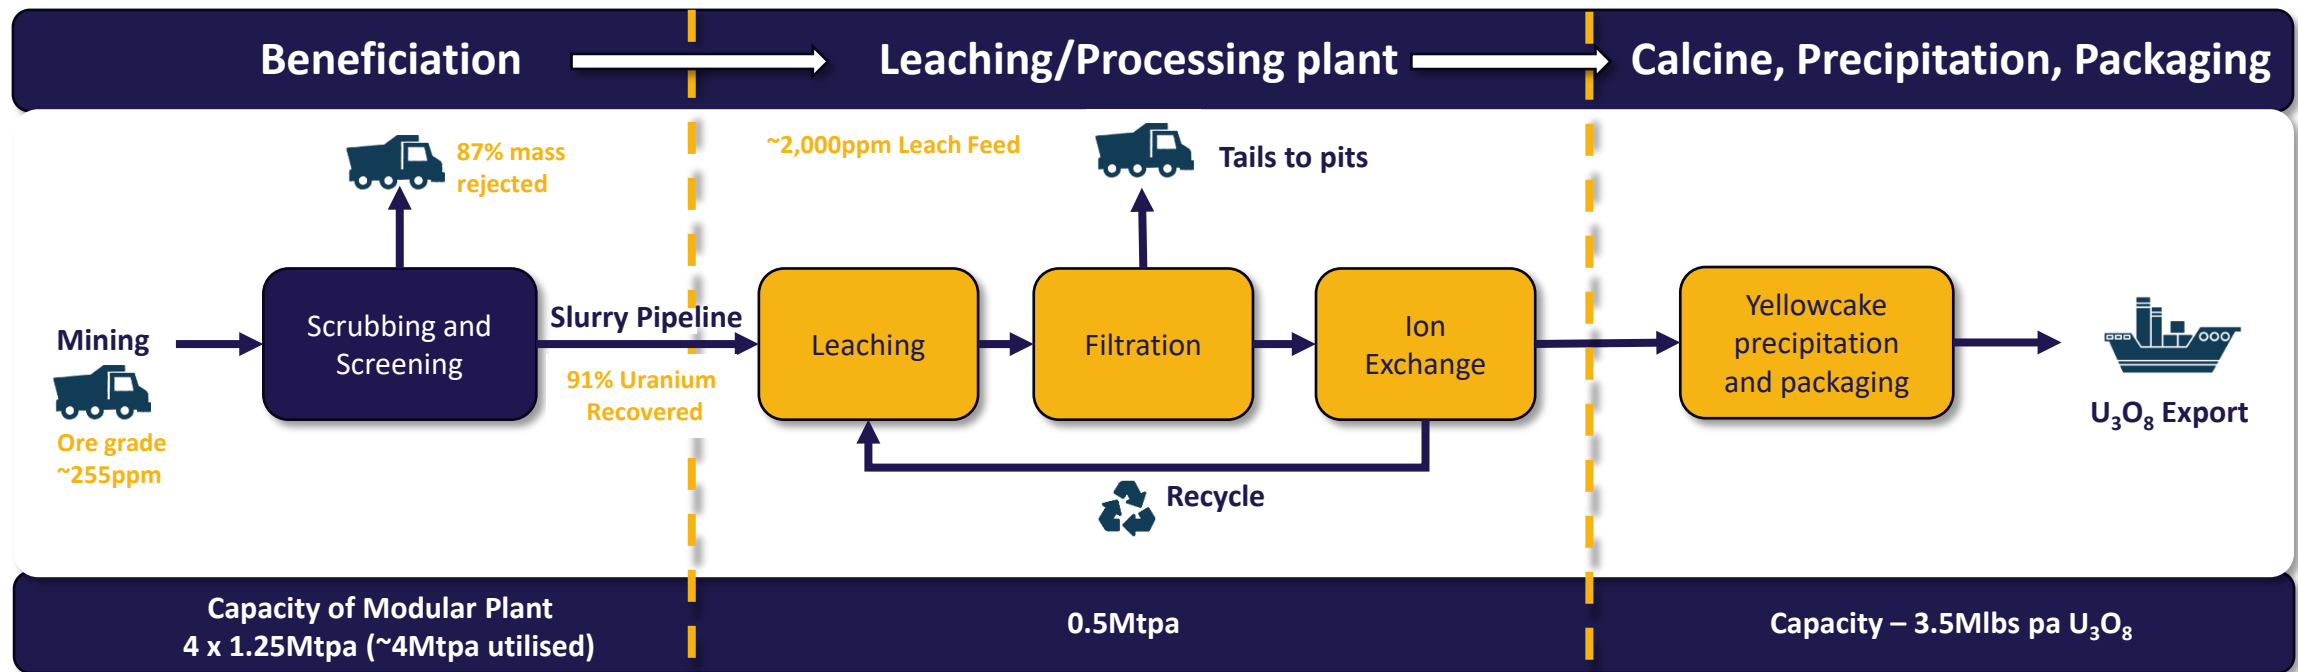 Beneficiation
Leaching/Processing plant
Calcine, Precipitation, Packaging
87% mass
rejected
~2,000ppm Leach Feed
Tails to pits
Mining
Ore grade
~255ppm
Scrubbing and
Screening
Slurry Pipeline
91% Uranium
Recovered
Leaching
Filtration
Ion
Exchange
Recycle
Yellowcake
precipitation
and packaging
U₃O₈ Export
Capacity of Modular Plant
4 x 1.25Mtpa (~4Mtpa utilised)
0.5Mtpa
Capacity – 3.5Mlbs pa U₃O₈